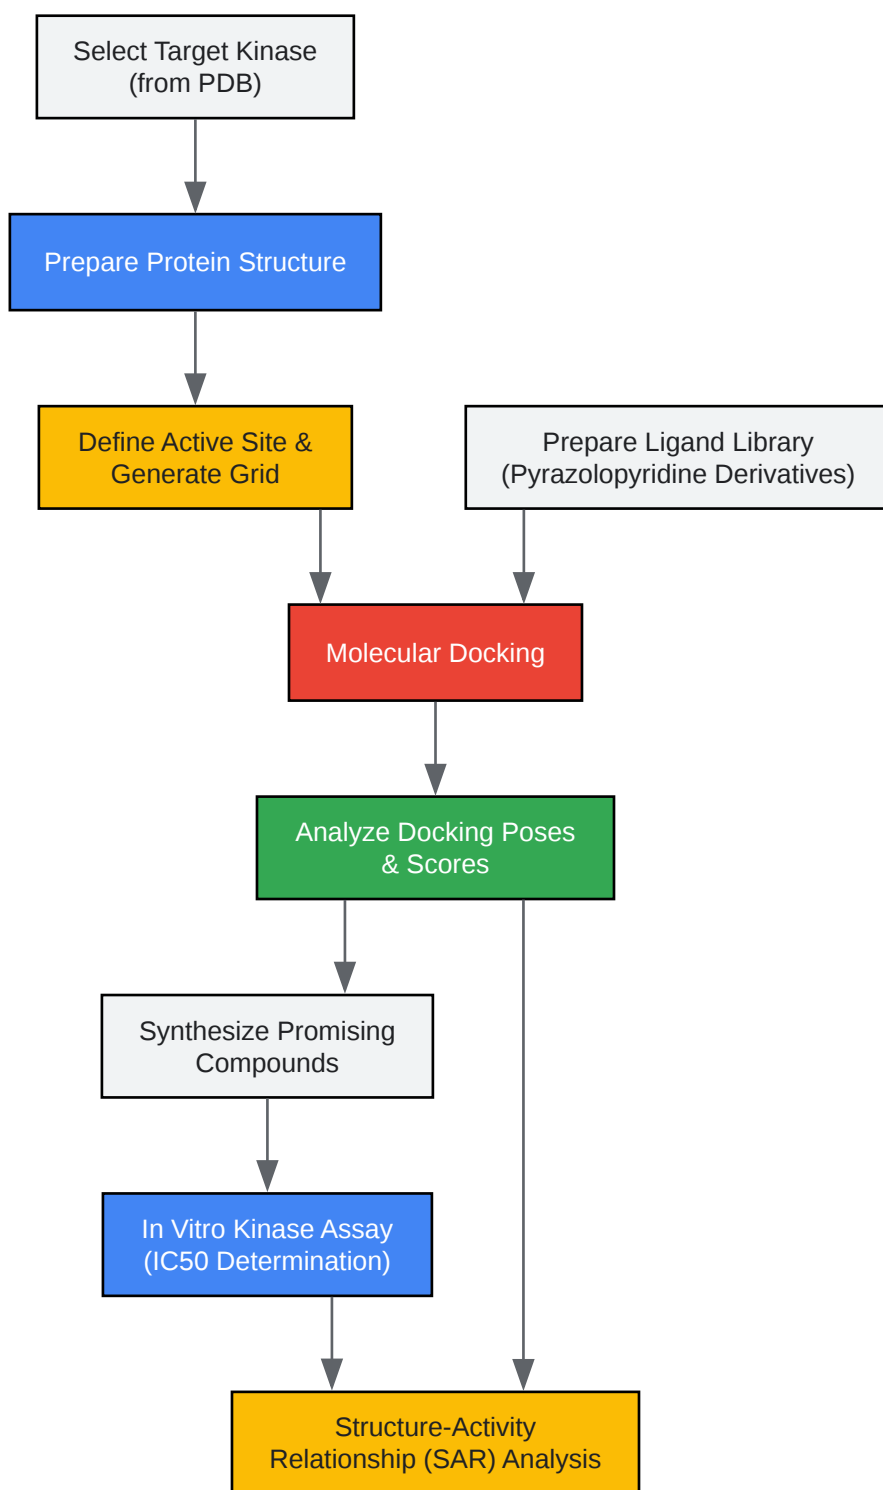 Select Target Kinase
(from PDB)
Prepare Protein Structure
Define Active Site &
Generate Grid
Prepare Ligand Library
(Pyrazolopyridine Derivatives)
Molecular Docking
Analyze Docking Poses
& Scores
Synthesize Promising
Compounds
In Vitro Kinase Assay
(IC50 Determination)
Structure-Activity
Relationship (SAR) Analysis